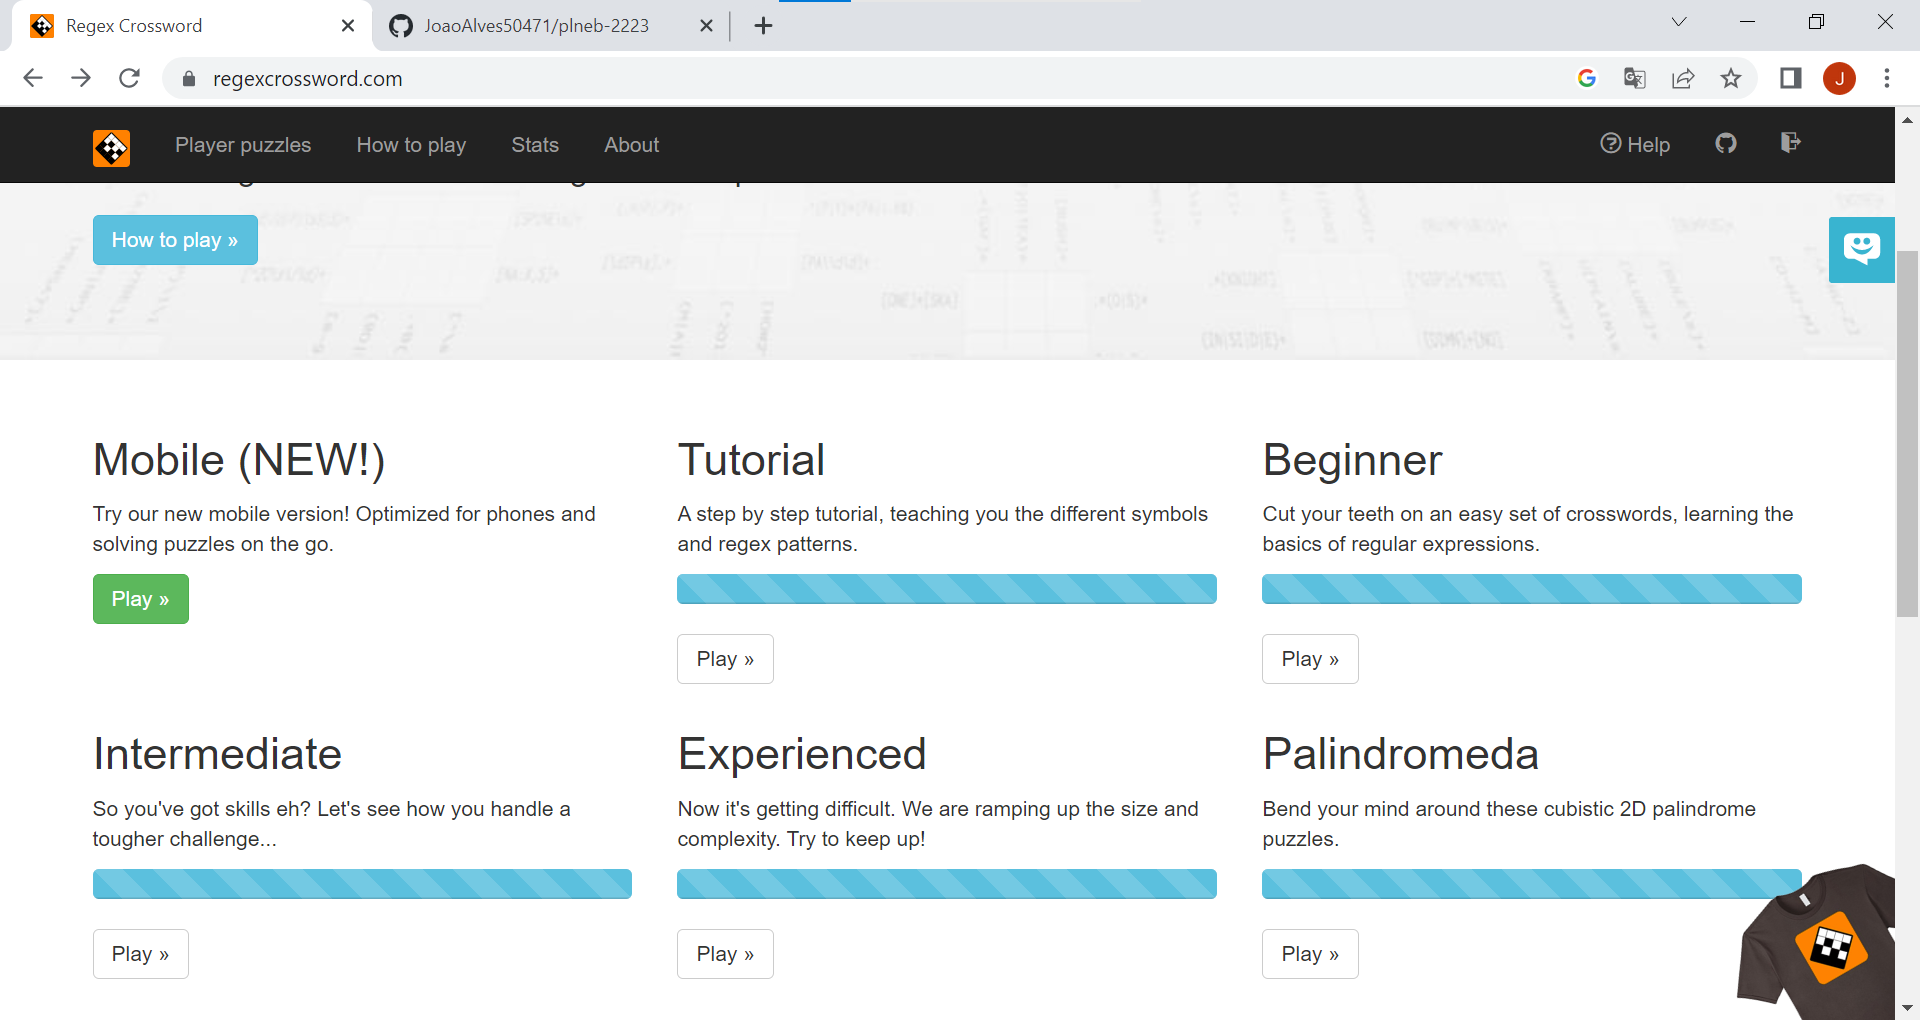 Regex Crossword
JoaoAlves50471/plneb-2223
regexcrossword.com
J
Player puzzles
How to play
Stats
About
Help
How to play »
Mobile (NEW!)
Try our new mobile version! Optimized for phones and
solving puzzles on the go.
Play »
Tutorial
A step by step tutorial, teaching you the different symbols
and regex patterns.
Play »
Beginner
Cut your teeth on an easy set of crosswords, learning the
basics of regular expressions.
Play »
Intermediate
So you've got skills eh? Let's see how you handle a
tougher challenge...
Play »
Experienced
Now it's getting difficult. We are ramping up the size and
complexity. Try to keep up!
Play »
Palindromeda
Bend your mind around these cubistic 2D palindrome
puzzles.
Play »